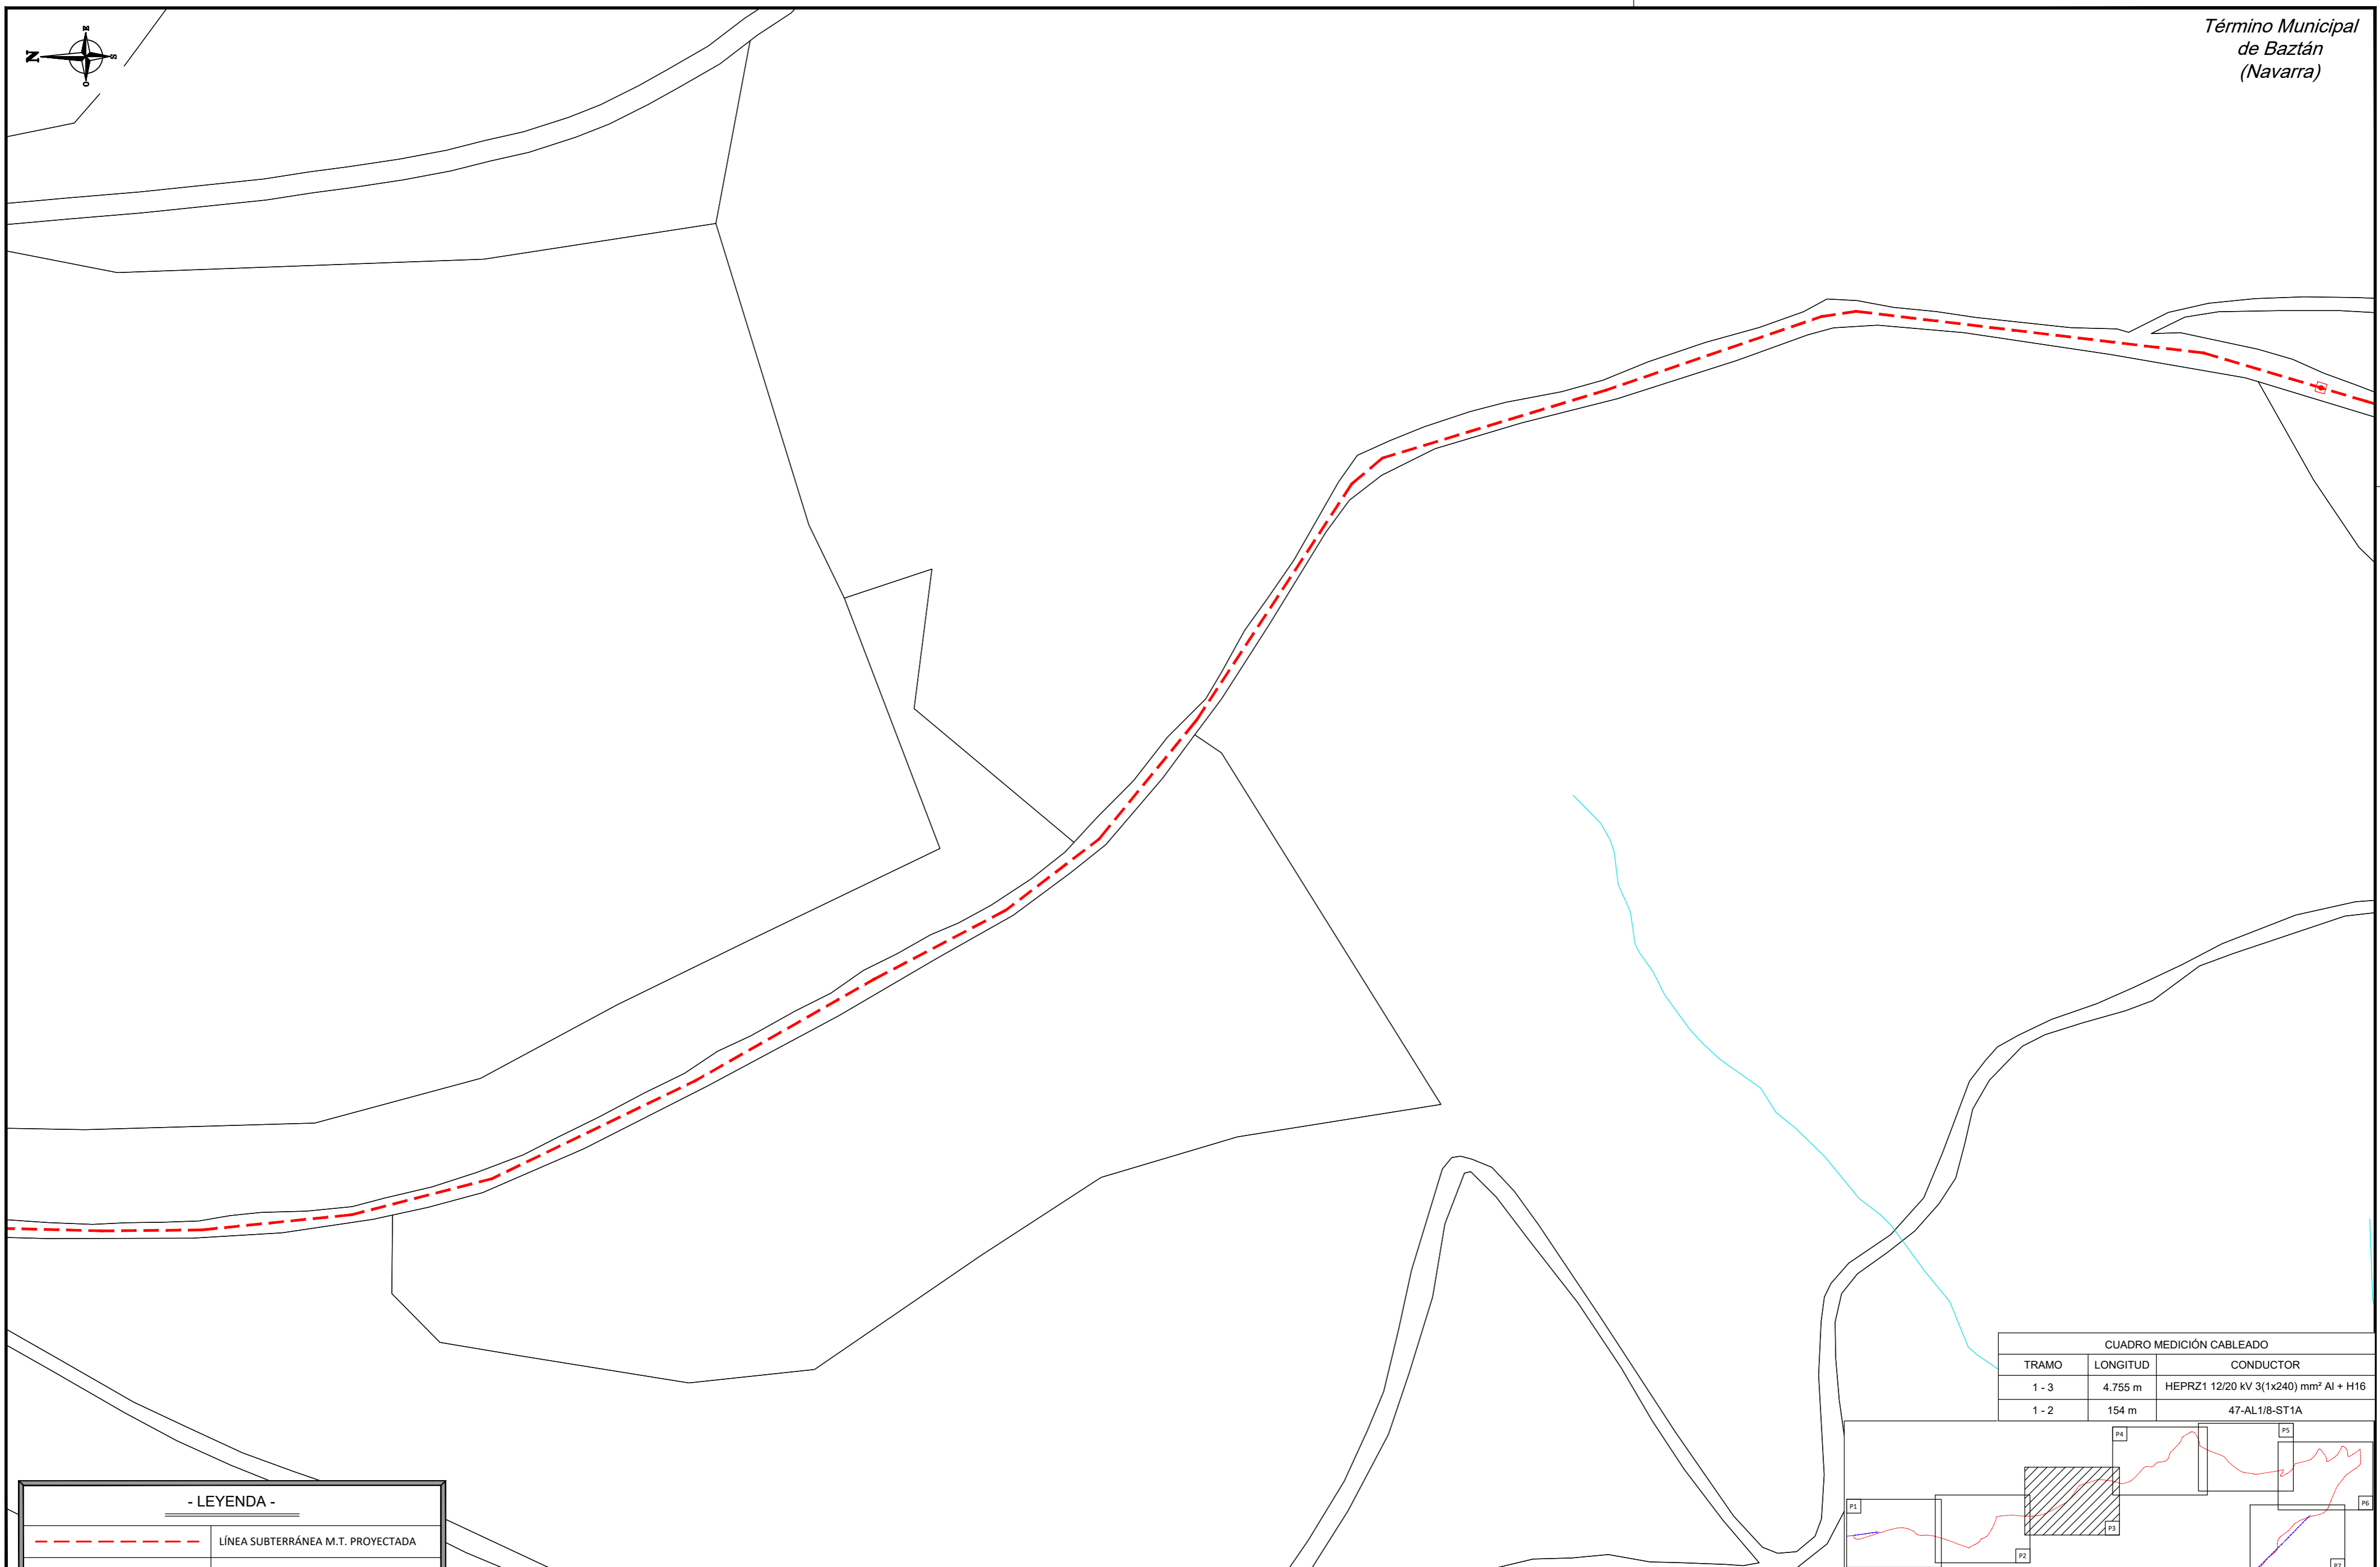 Término Municipal
de Baztán
(Navarra)
N
E
S
O
CUADRO MEDICIÓN CABLEADO
TRAMO LONGITUD CONDUCTOR
1 - 3 4.755 m HEPRZ1 12/20 kV 3(1x240) mm² Al + H16
1 - 2 154 m 47-AL1/8-ST1A
P4
P5
P1
P6
P3
P2
P7
- LEYENDA -
LÍNEA SUBTERRÁNEA M.T. PROYECTADA